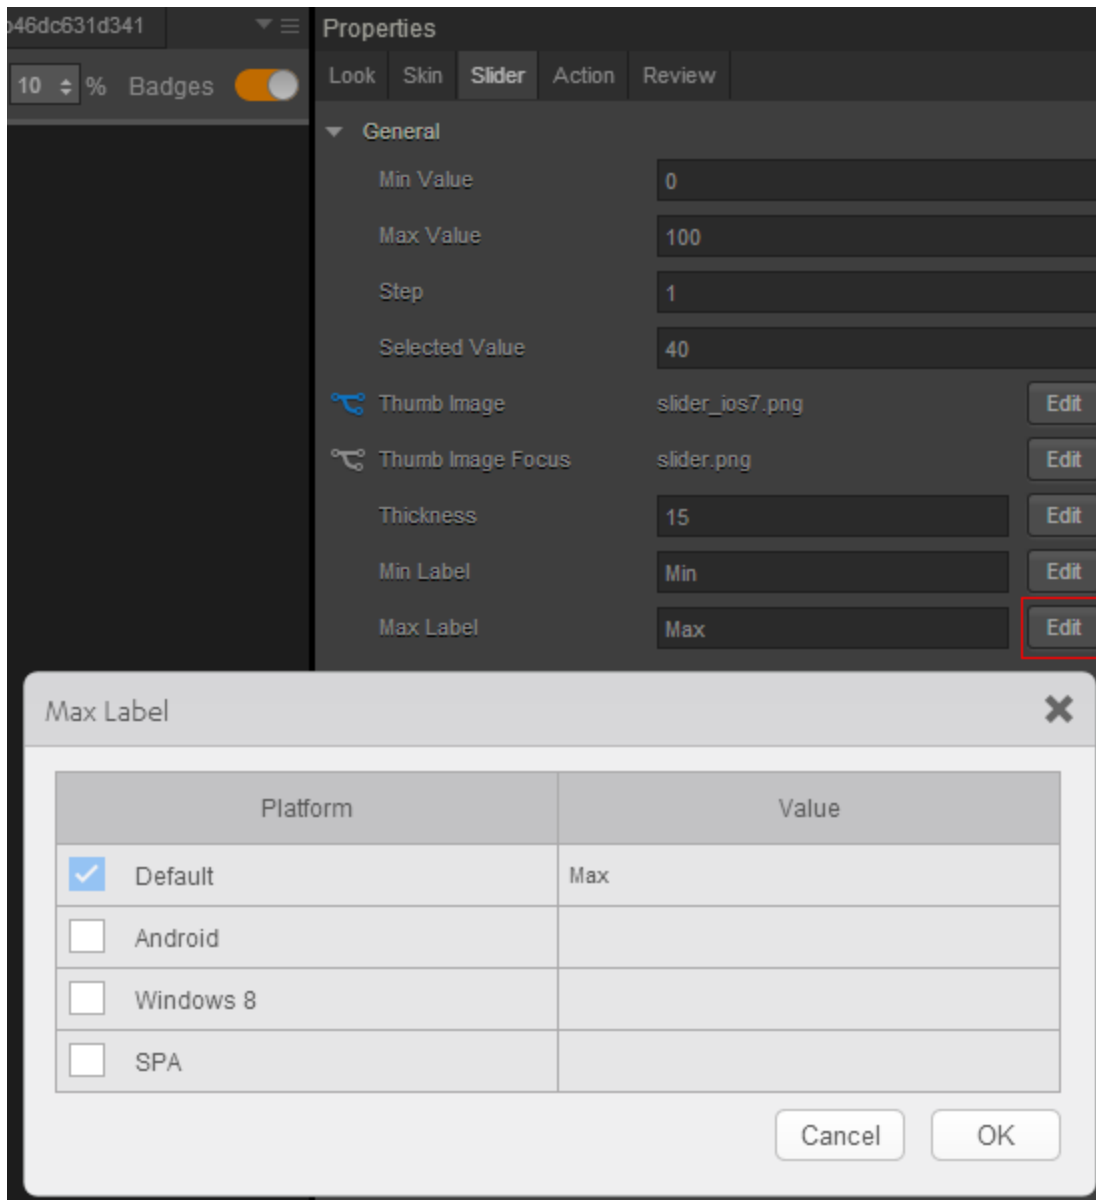 b46dc631d341
10 % Badges
Properties
Look Skin Slider Action Review
General
Min Value 0
Max Value 100
Step 1
Selected Value 40
Thumb Image slider_ios7.png Edit
Thumb Image Focus slider.png Edit
Thickness 15 Edit
Min Label Min Edit
Max Label Max Edit
Max Label
Platform Value
Default Max
Android
Windows 8
SPA
Cancel OK